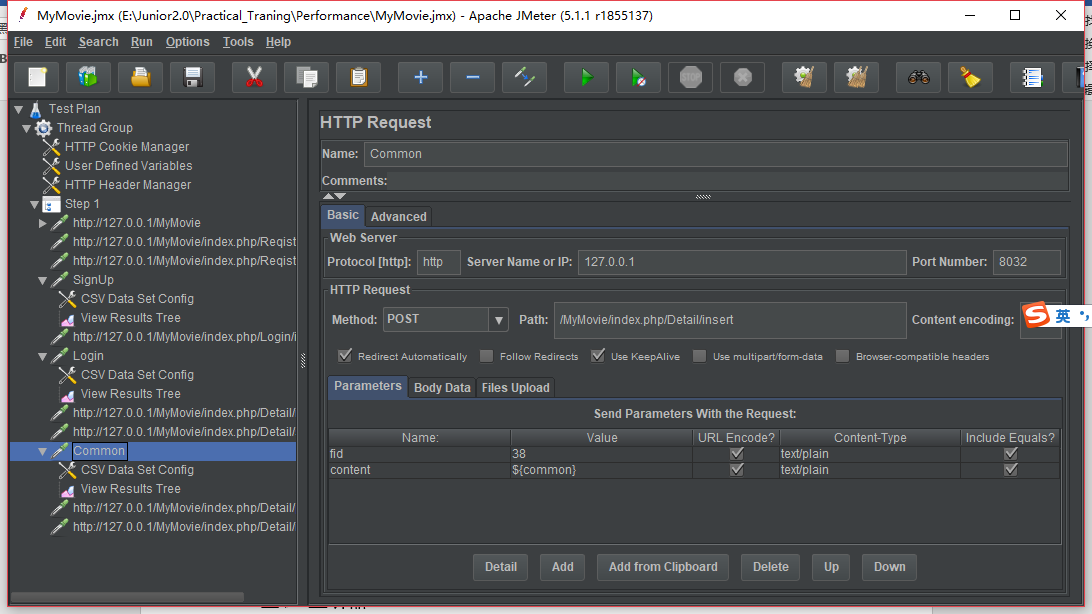 MyMovie.jmx (E:\Junior2.0\Practical_Traning\Performance\MyMovie.jmx) - Apache JMeter (5.1.1 r1855137)
File Edit Search Run Options Tools Help
STOP
Test Plan
Thread Group
HTTP Cookie Manager
User Defined Variables
HTTP Header Manager
Step 1
http://127.0.0.1/MyMovie
http://127.0.0.1/MyMovie/index.php/Reqist
http://127.0.0.1/MyMovie/index.php/Reqist
SignUp
CSV Data Set Config
View Results Tree
http://127.0.0.1/MyMovie/index.php/Login/i
Login
CSV Data Set Config
View Results Tree
http://127.0.0.1/MyMovie/index.php/Detail/
http://127.0.0.1/MyMovie/index.php/Detail/
Common
CSV Data Set Config
View Results Tree
http://127.0.0.1/MyMovie/index.php/Detail/
http://127.0.0.1/MyMovie/index.php/Detail/
HTTP Request
Name: Common
Comments:
Basic Advanced
Web Server
Protocol [http]: http Server Name or IP: 127.0.0.1 Port Number: 8032
HTTP Request
Method: POST Path: /MyMovie/index.php/Detail/insert Content encoding:
S 英
Redirect Automatically Follow Redirects Use KeepAlive Use multipart/form-data Browser-compatible headers
Parameters Body Data Files Upload
Send Parameters With the Request:
Name: Value URL Encode? Content-Type Include Equals?
fid 38 text/plain
content ${common} text/plain
Detail Add Add from Clipboard Delete Up Down